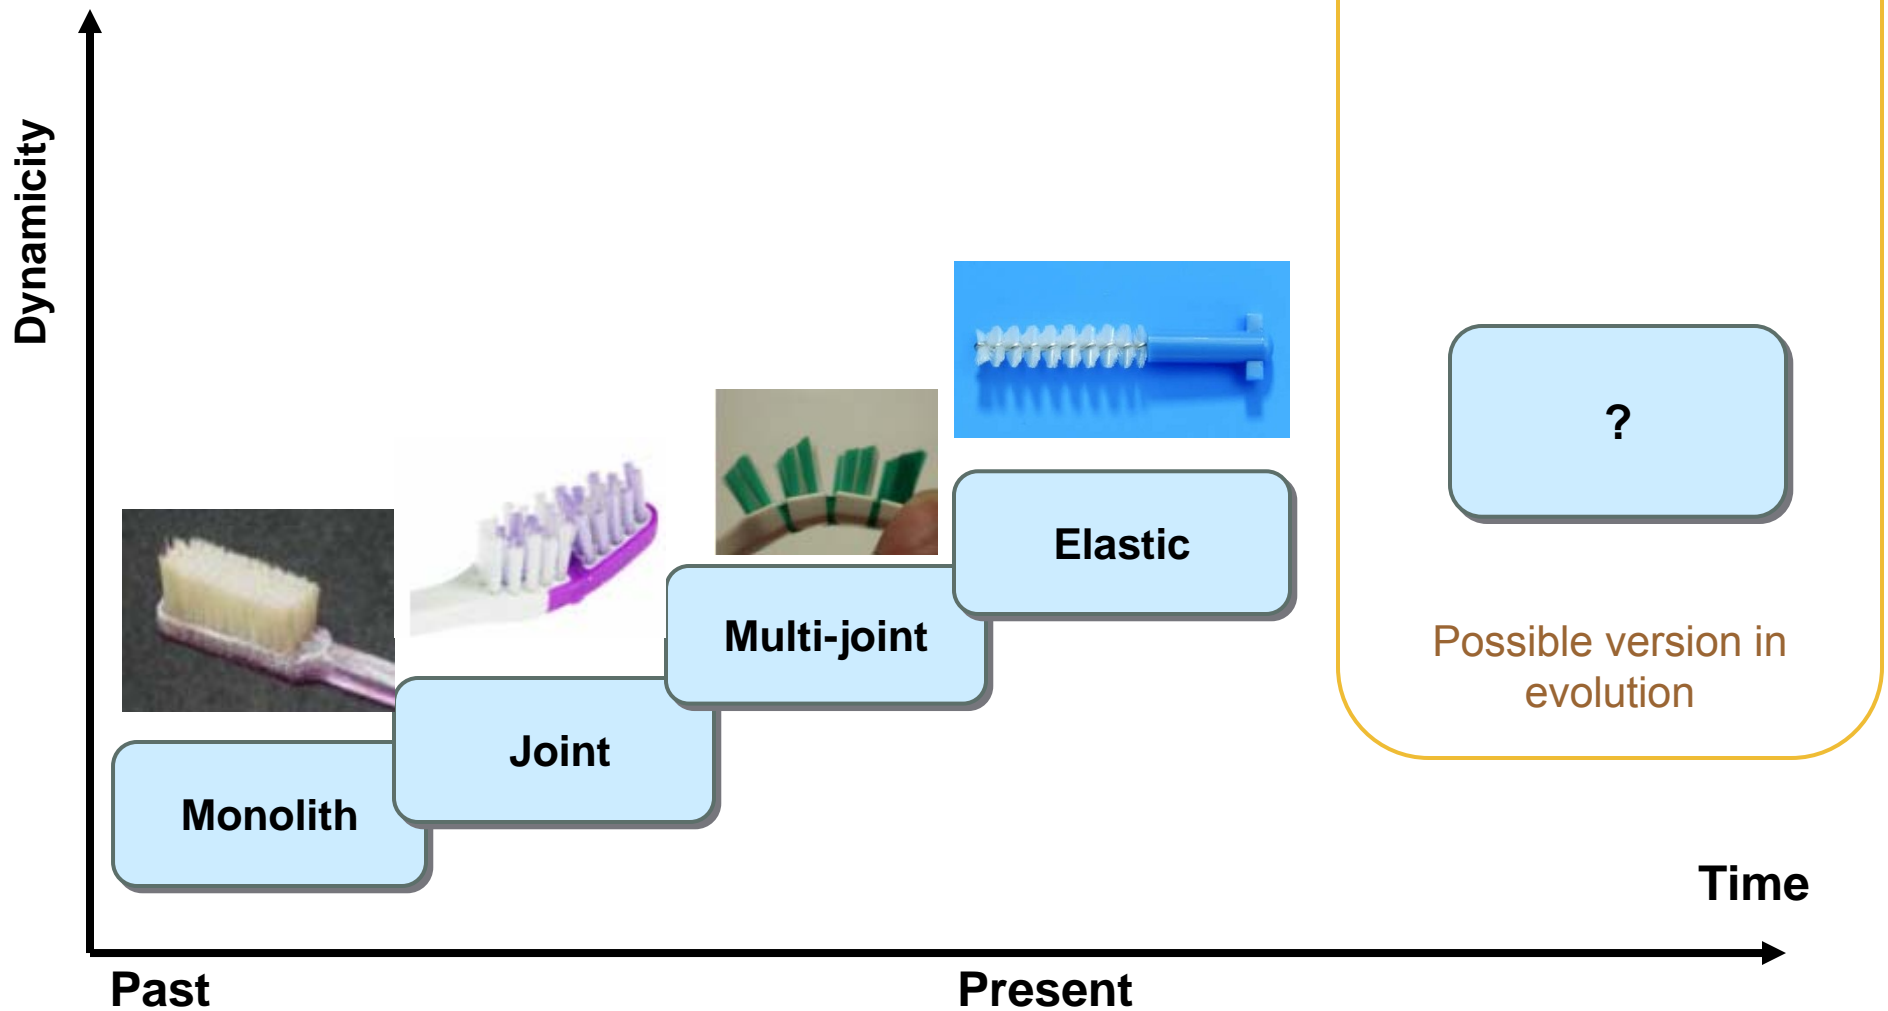 Dynamicity
Monolith
Joint
Multi-joint
Elastic
?
Possible version in
evolution
Time
Past
Present